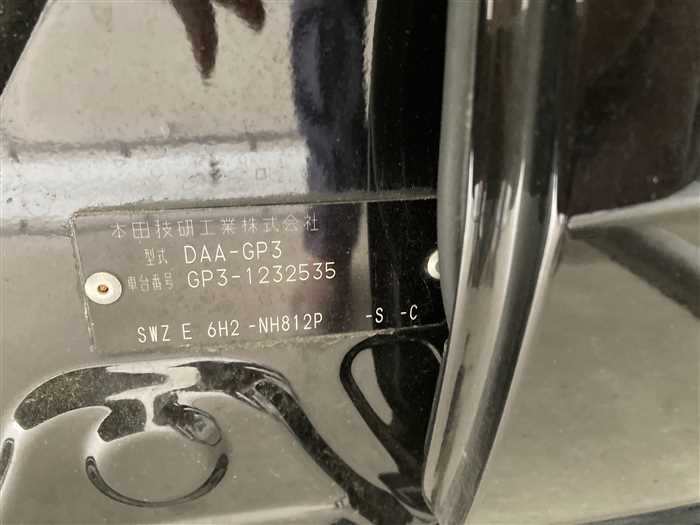 本田技研工業株式会社
型式 DAA-GP3
車台番号 GP3-1232535
SWZ E 6H2 -NH812P -S -C